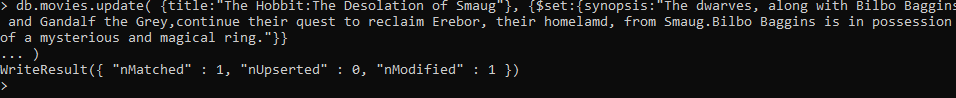 > db.movies.update( {title:"The Hobbit:The Desolation of Smaug"}, {$set:{synopsis:"The dwarves, along with Bilbo Baggins
 and Gandalf the Grey,continue their quest to reclaim Erebor, their homelamd, from Smaug.Bilbo Baggins is in possession
of a mysterious and magical ring."}}
... )
WriteResult({ "nMatched" : 1, "nUpserted" : 0, "nModified" : 1 })
>